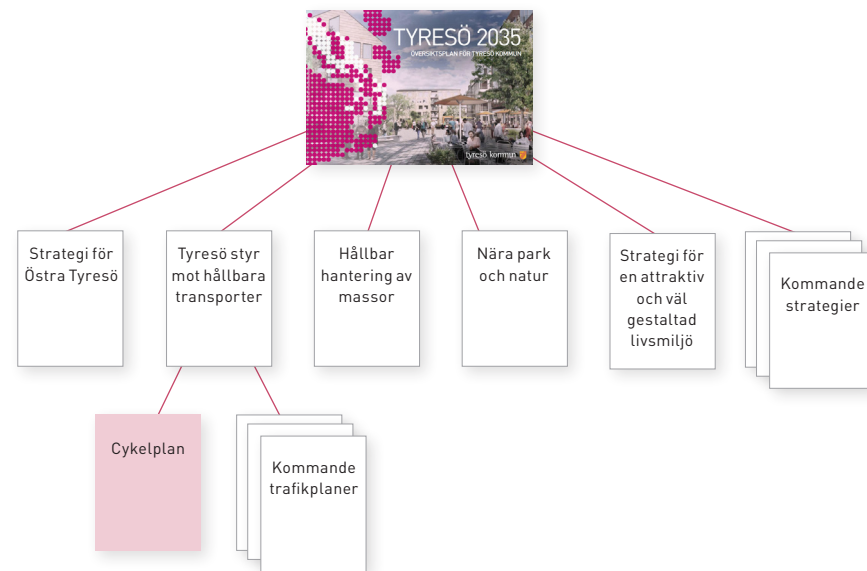 TYRESÖ 2035
ÖVERSIKTSPLAN FÖR TYRESÖ KOMMUN
tyresö kommun
Strategi för
Östra Tyresö
Tyresö styr
mot hållbara
transporter
Hållbar
hantering av
massor
Nära park
och natur
Strategi för
en attraktiv
och väl
gestaltad
livsmiljö
Kommande
strategier
Cykelplan
Kommande
trafikplaner